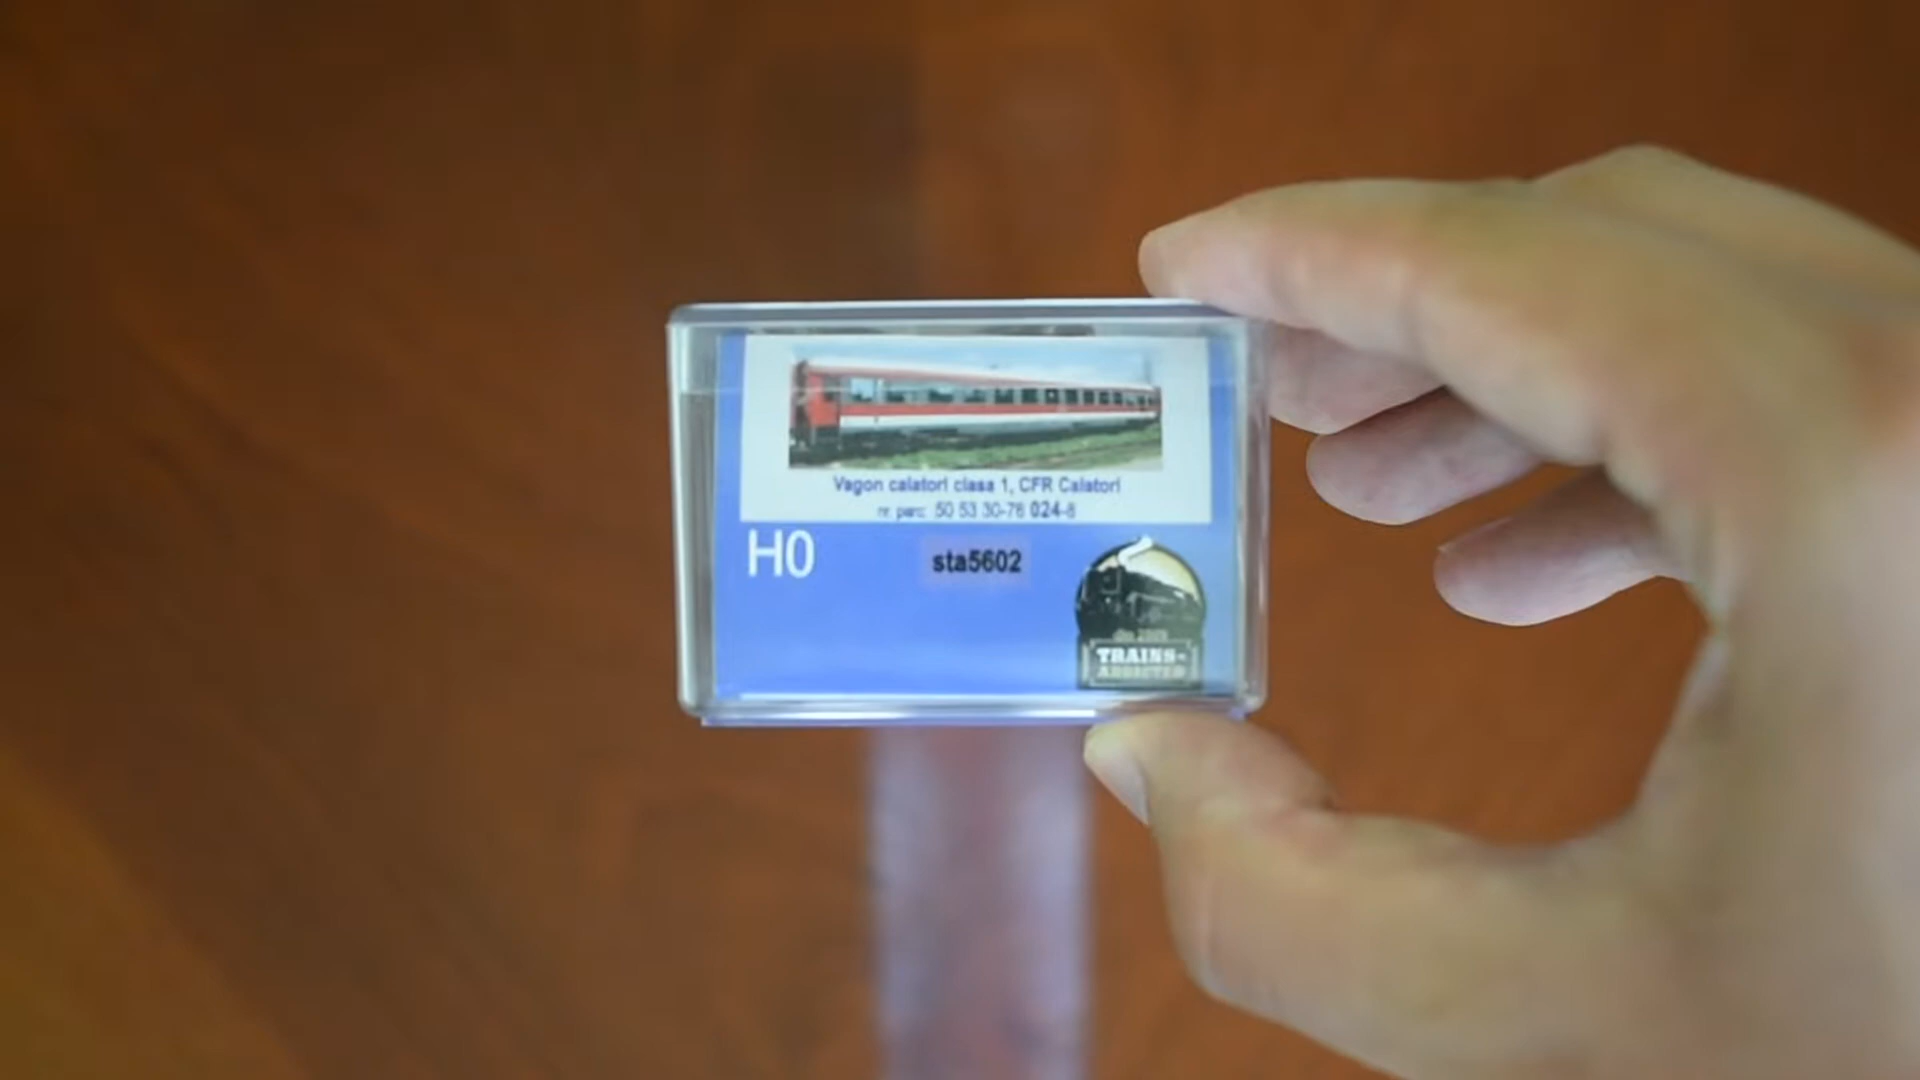 Vagon calatori clasa 1, CFR Calatori
nr. parc: 50 53 30-76 024-8
H0
sta5602
TRAINS-
ADDICTED